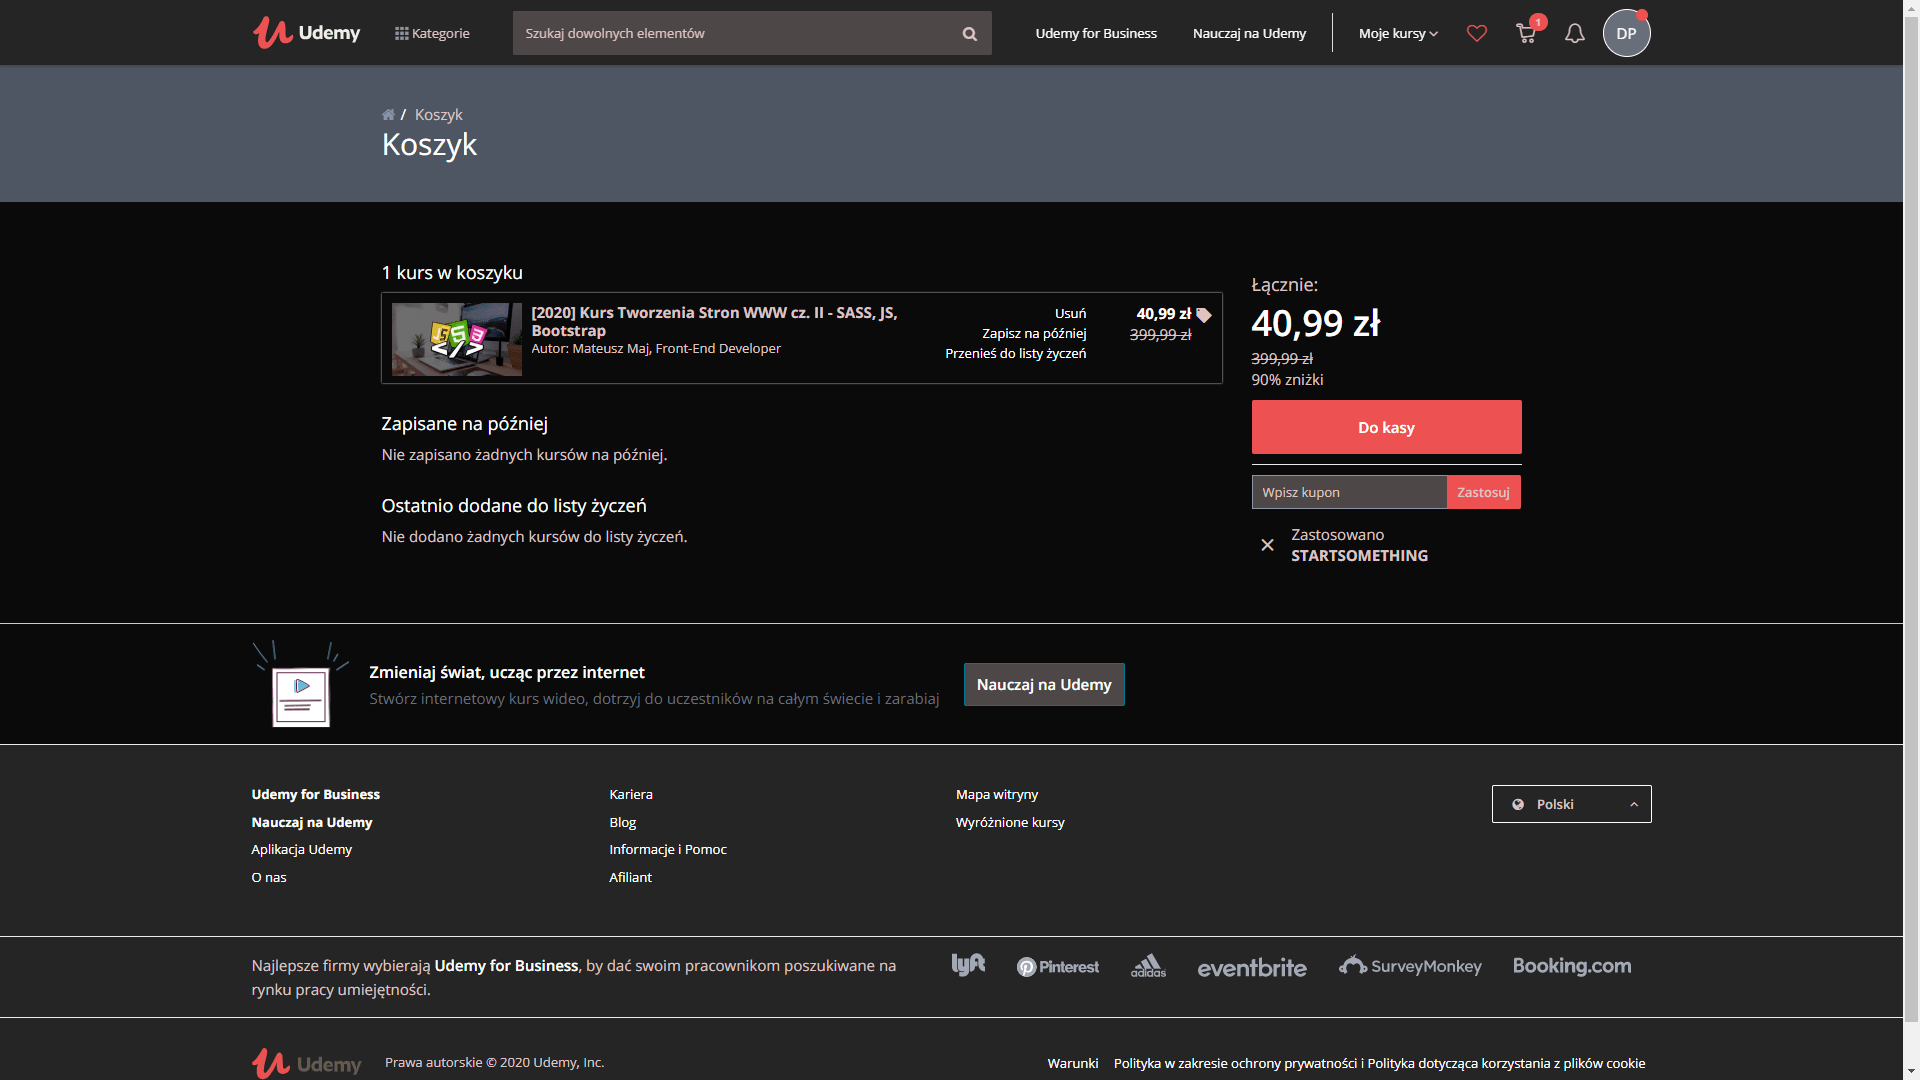 Udemy
Kategorie
Szukaj dowolnych elementów
Udemy for Business
Nauczaj na Udemy
Moje kursy
1
DP
/ Koszyk
Koszyk
1 kurs w koszyku
[2020] Kurs Tworzenia Stron WWW cz. II - SASS, JS,
Bootstrap
Autor: Mateusz Maj, Front-End Developer
Usuń
Zapisz na później
Przenieś do listy życzeń
40,99 zł
399,99 zł
Łącznie:
40,99 zł
399,99 zł
90% zniżki
Do kasy
Wpisz kupon
Zastosuj
Zastosowano
STARTSOMETHING
Zapisane na później
Nie zapisano żadnych kursów na później.
Ostatnio dodane do listy życzeń
Nie dodano żadnych kursów do listy życzeń.
Zmieniaj świat, ucząc przez internet
Stwórz internetowy kurs wideo, dotrzyj do uczestników na całym świecie i zarabiaj
Nauczaj na Udemy
Udemy for Business
Nauczaj na Udemy
Aplikacja Udemy
O nas
Kariera
Blog
Informacje i Pomoc
Afiliant
Mapa witryny
Wyróżnione kursy
Polski
Najlepsze firmy wybierają Udemy for Business, by dać swoim pracownikom poszukiwane na
rynku pracy umiejętności.
lyft
Pinterest
adidas
eventbrite
SurveyMonkey
Booking.com
Udemy
Prawa autorskie © 2020 Udemy, Inc.
Warunki
Polityka w zakresie ochrony prywatności i Polityka dotycząca korzystania z plików cookie